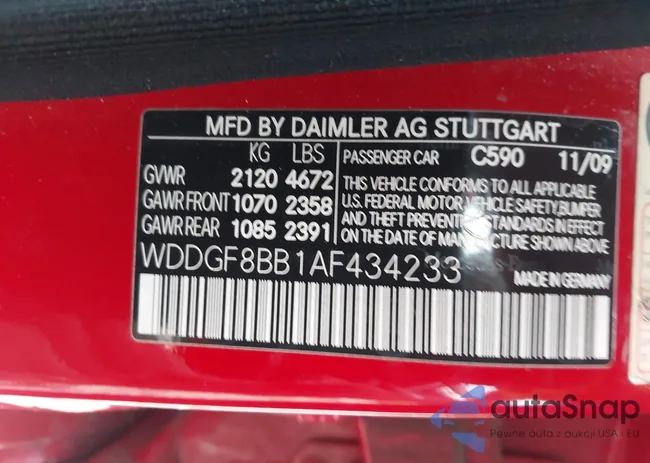 MFD BY DAIMLER AG STUTTGART
KG LBS
GVWR 2120 4672
GAWR FRONT 1070 2358
GAWR REAR 1085 2391
PASSENGER CAR C590 11/09
THIS VEHICLE CONFORMS TO ALL APPLICABLE
U.S. FEDERAL MOTOR VEHICLE SAFETY,BUMPER
AND THEFT PREVENTION STANDARDS IN EFFECT
ON THE DATE OF MANUFACTURE SHOWN ABOVE
WDDGF8BB1AF434233
MADE IN GERMANY
autaSnap
Pewne auta z aukcji USA i EU